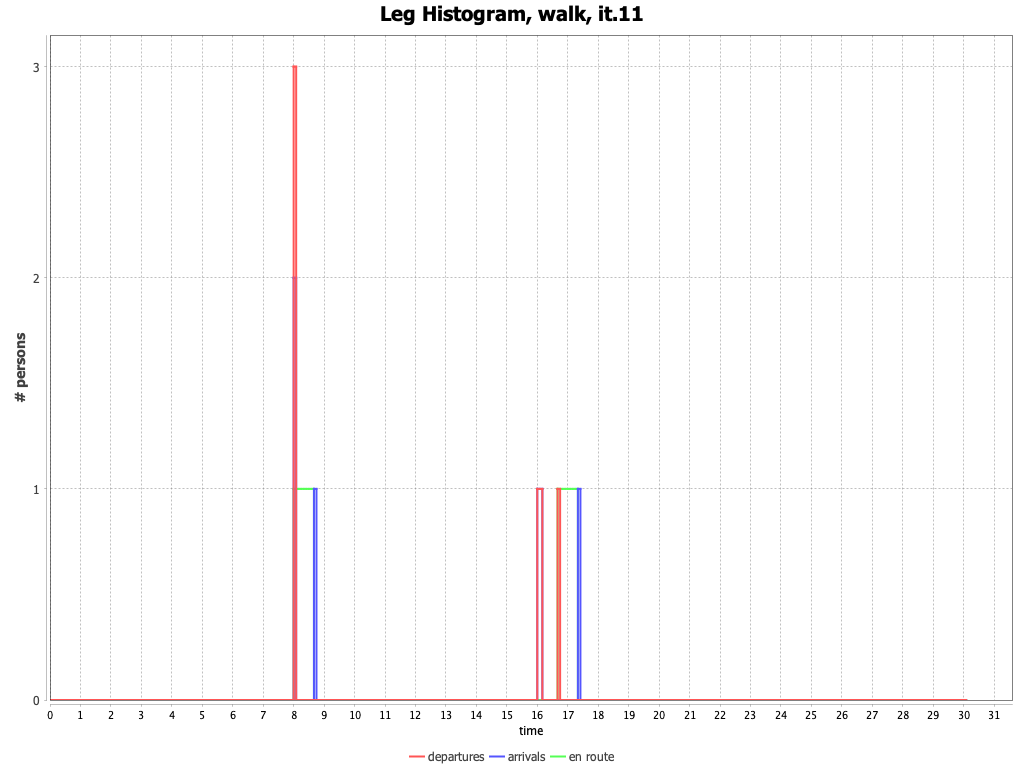 Leg Histogram, walk, it.11
# persons
3
2
1
0
0 1 2 3 4 5 6 7 8 9 10 11 12 13 14 15 16 17 18 19 20 21 22 23 24 25 26 27 28 29 30 31
time
departures arrivals en route